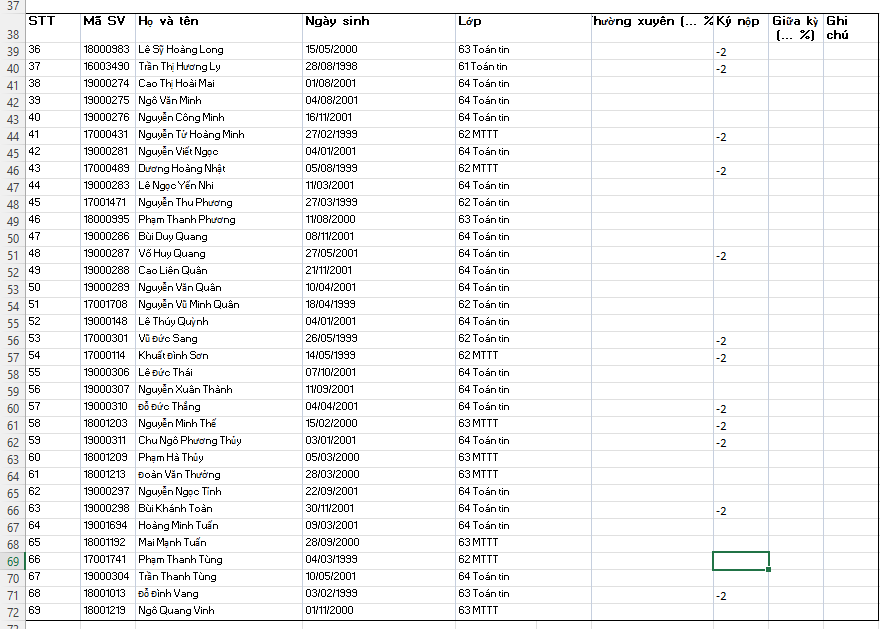 37
STT Mã SV Họ và tên Ngày sinh Lớp Thường xuyên (... % Ký nộp Giữa kỳ (... %) Ghi chú
38
39 36 18000983 Lê Sỹ Hoàng Long 15/05/2000 63 Toán tin -2
40 37 16003490 Trần Thị Hương Ly 28/08/1998 61 Toán tin -2
41 38 19000274 Cao Thị Hoài Mai 01/08/2001 64 Toán tin
42 39 19000275 Ngô Văn Minh 04/08/2001 64 Toán tin
43 40 19000276 Nguyễn Công Minh 16/11/2001 64 Toán tin
44 41 17000431 Nguyễn Từ Hoàng Minh 27/02/1999 62 MTTT -2
45 42 19000281 Nguyễn Viết Ngọc 04/01/2001 64 Toán tin
46 43 17000489 Dương Hoàng Nhật 05/08/1999 62 MTTT -2
47 44 19000283 Lê Ngọc Yến Nhi 11/03/2001 64 Toán tin
48 45 17001471 Nguyễn Thu Phương 27/03/1999 62 Toán tin
49 46 18000995 Phạm Thanh Phương 11/08/2000 63 Toán tin
50 47 19000286 Bùi Duy Quang 08/11/2001 64 Toán tin
51 48 19000287 Võ Huy Quang 27/05/2001 64 Toán tin -2
52 49 19000288 Cao Liên Quân 21/11/2001 64 Toán tin
53 50 19000289 Nguyễn Văn Quân 10/04/2001 64 Toán tin
54 51 17001708 Nguyễn Vũ Minh Quân 18/04/1999 62 Toán tin
55 52 19000148 Lê Thúy Quỳnh 04/01/2001 64 Toán tin
56 53 17000301 Vũ Đức Sang 26/05/1999 62 Toán tin -2
57 54 17000114 Khuất Đình Sơn 14/05/1999 62 MTTT -2
58 55 19000306 Lê Đức Thái 07/10/2001 64 Toán tin
59 56 19000307 Nguyễn Xuân Thành 11/09/2001 64 Toán tin
60 57 19000310 Đỗ Đức Thắng 04/04/2001 64 Toán tin -2
61 58 18001203 Nguyễn Minh Thế 15/02/2000 63 MTTT -2
62 59 19000311 Chu Ngô Phương Thủy 03/01/2001 64 Toán tin -2
63 60 18001209 Phạm Hà Thủy 05/03/2000 63 MTTT
64 61 18001213 Đoàn Văn Thưởng 28/03/2000 63 MTTT
65 62 19000297 Nguyễn Ngọc Tỉnh 22/09/2001 64 Toán tin
66 63 19000298 Bùi Khánh Toàn 30/11/2001 64 Toán tin -2
67 64 19001694 Hoàng Minh Tuấn 09/03/2001 64 Toán tin
68 65 18001192 Mai Mạnh Tuấn 28/09/2000 63 MTTT
69 66 17001741 Phạm Thanh Tùng 04/03/1999 62 MTTT
70 67 19000304 Trần Thanh Tùng 10/05/2001 64 Toán tin
71 68 18001013 Đỗ Đình Vang 03/02/1999 63 Toán tin -2
72 69 18001219 Ngô Quang Vinh 01/11/2000 63 MTTT